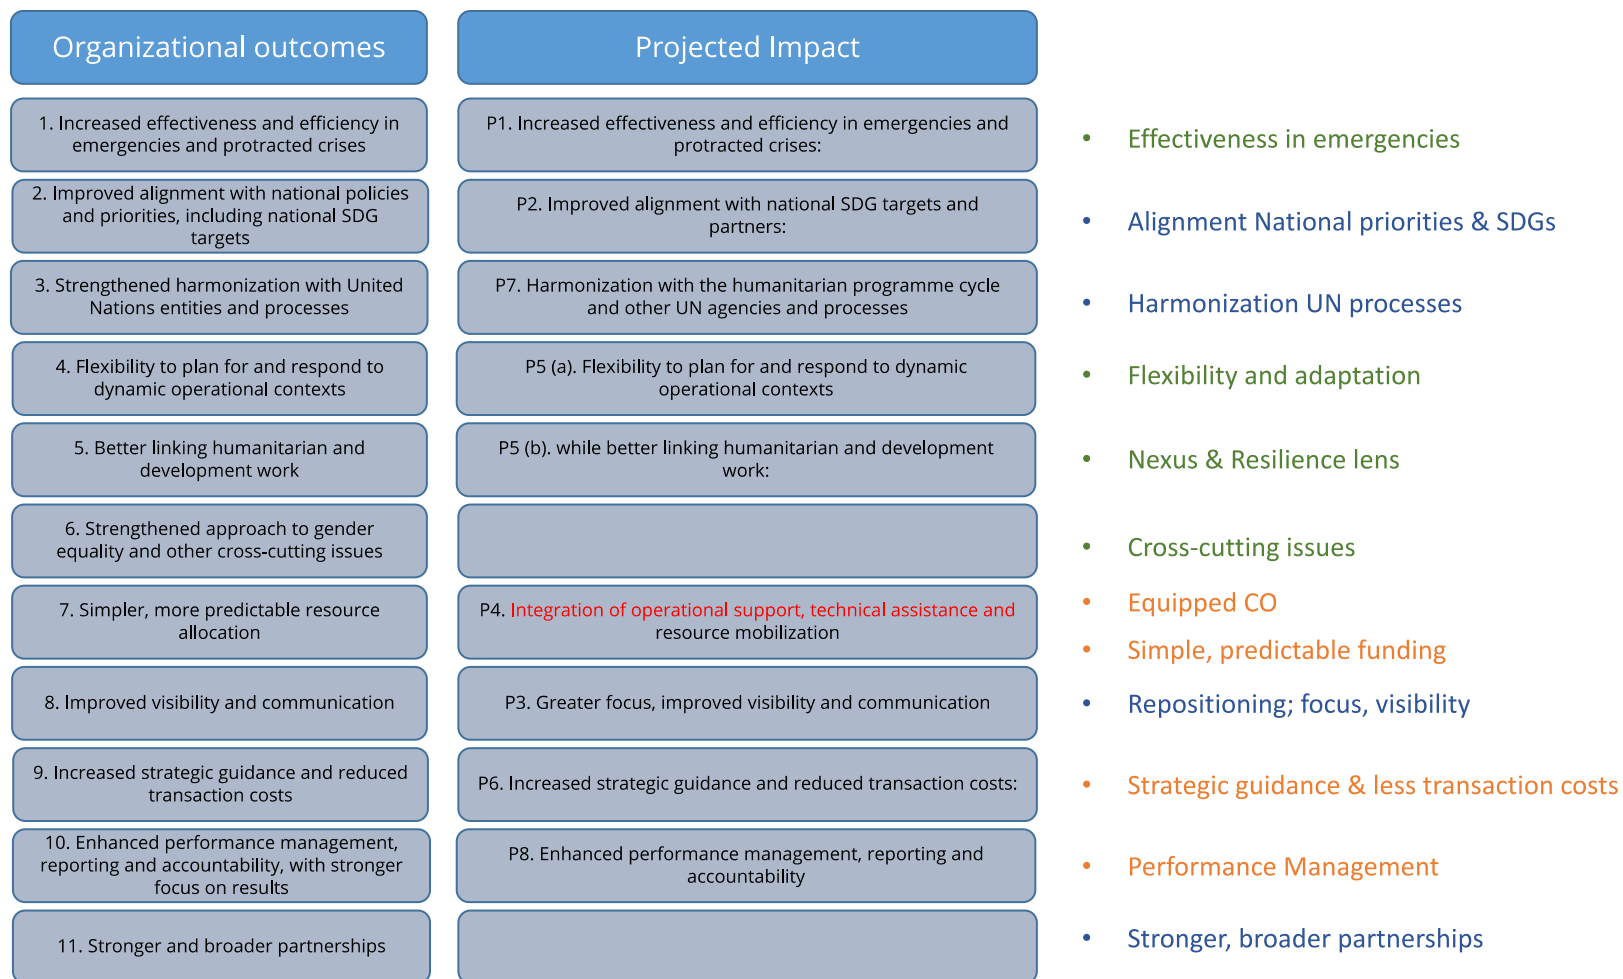 Organizational outcomes
Projected Impact
1. Increased effectiveness and efficiency in
emergencies and protracted crises
P1. Increased effectiveness and efficiency in emergencies and
protracted crises:
• Effectiveness in emergencies
2. Improved alignment with national policies
and priorities, including national SDG
targets
P2. Improved alignment with national SDG targets and
partners:
• Alignment National priorities & SDGs
3. Strengthened harmonization with United
Nations entities and processes
P7. Harmonization with the humanitarian programme cycle
and other UN agencies and processes
• Harmonization UN processes
4. Flexibility to plan for and respond to
dynamic operational contexts
P5 (a). Flexibility to plan for and respond to dynamic
operational contexts
• Flexibility and adaptation
5. Better linking humanitarian and
development work
P5 (b). while better linking humanitarian and development
work:
• Nexus & Resilience lens
6. Strengthened approach to gender
equality and other cross-cutting issues
• Cross-cutting issues
7. Simpler, more predictable resource
allocation
P4. Integration of operational support, technical assistance and
resource mobilization
• Equipped CO
• Simple, predictable funding
8. Improved visibility and communication
P3. Greater focus, improved visibility and communication
• Repositioning; focus, visibility
9. Increased strategic guidance and reduced
transaction costs
P6. Increased strategic guidance and reduced transaction costs:
• Strategic guidance & less transaction costs
10. Enhanced performance management,
reporting and accountability, with stronger
focus on results
P8. Enhanced performance management, reporting and
accountability
• Performance Management
11. Stronger and broader partnerships
• Stronger, broader partnerships